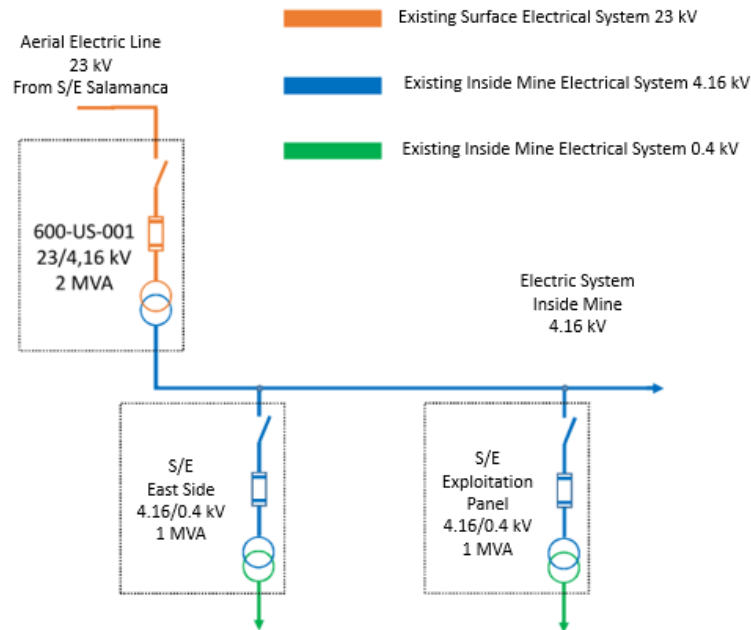 Aerial Electric Line
23 kV
From S/E Salamanca
Existing Surface Electrical System 23 kV
Existing Inside Mine Electrical System 4.16 kV
Existing Inside Mine Electrical System 0.4 kV
600-US-001
23/4,16 kV
2 MVA
Electric System
Inside Mine
4.16 kV
S/E
East Side
4.16/0.4 kV
1 MVA
S/E
Exploitation
Panel
4.16/0.4 kV
1 MVA